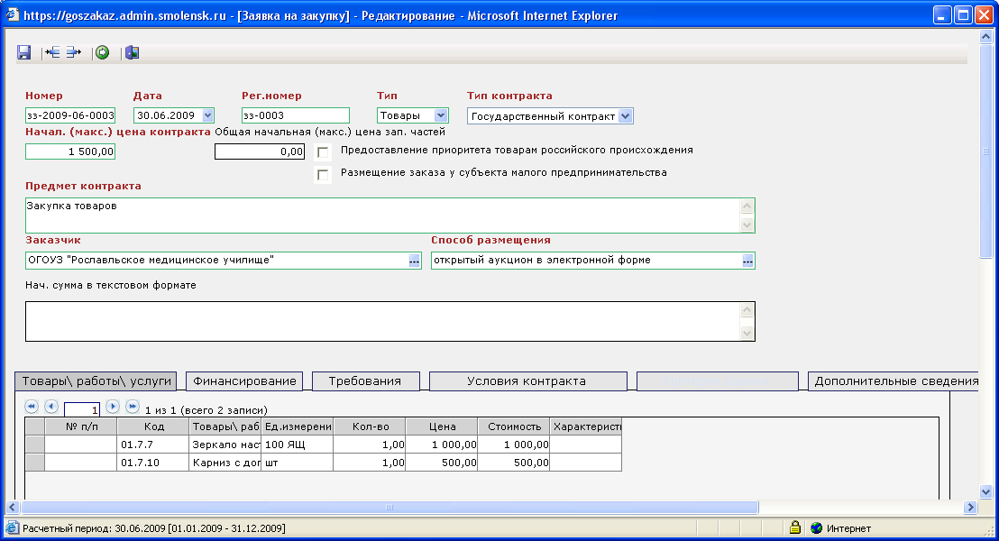 https://goszakaz.admin.smolensk.ru - [Заявка на закупку] - Редактирование - Microsoft Internet Explorer
Номер Дата Рег.номер Тип Тип контракта
зз-2009-06-0003 30.06.2009 зз-0003 Товары Государственный контракт
Начал. (макс.) цена контракта Общая начальная (макс.) цена зап. частей
1 500,00 0,00 Предоставление приоритета товарам российского происхождения
Размещение заказа у субъекта малого предпринимательства
Предмет контракта
Закупка товаров
Заказчик Способ размещения
ОГОУЗ "Рославльское медицинское училище" ... открытый аукцион в электронной форме ...
Нач. сумма в текстовом формате
Товары\ работы\ услуги Финансирование Требования Условия контракта Дополнительные сведения
1 1 из 1 (всего 2 записи)
№ п/п Код Товары\ раб Ед.измерени Кол-во Цена Стоимость Характеристи
01.7.7 Зеркало наст 100 ЯЩ 1,00 1 000,00 1 000,00
01.7.10 Карниз с дог шт 1,00 500,00 500,00
Расчетный период: 30.06.2009 [01.01.2009 - 31.12.2009] Интернет